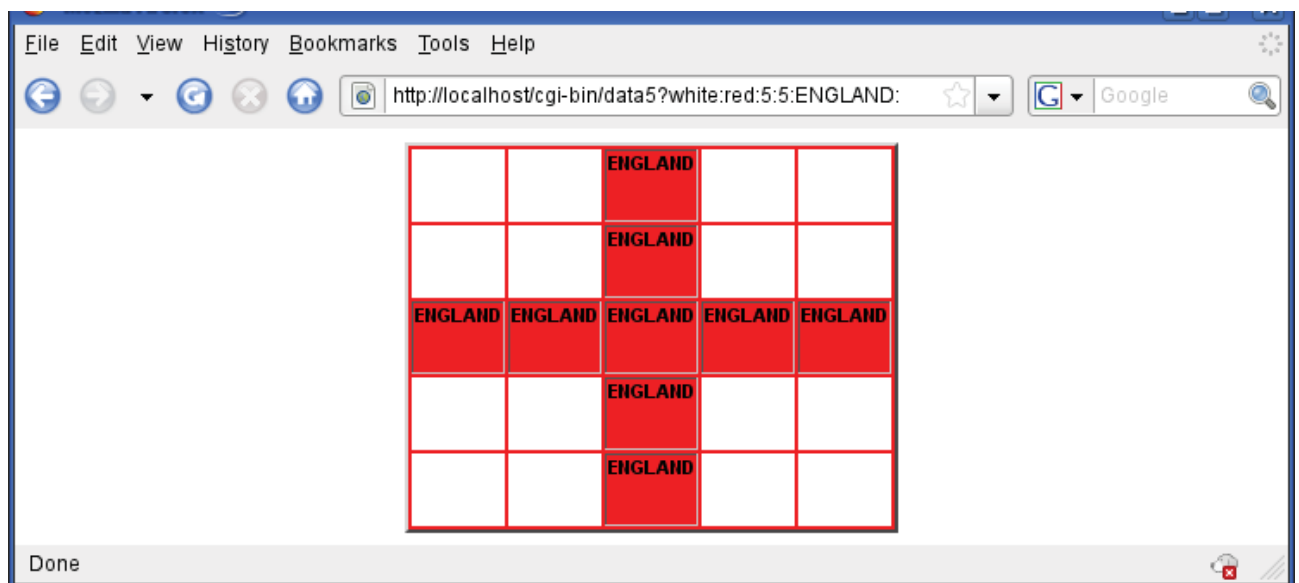 File Edit View History Bookmarks Tools Help
http://localhost/cgi-bin/data5?white:red:5:5:ENGLAND: G Google
ENGLAND
ENGLAND
ENGLAND ENGLAND ENGLAND ENGLAND ENGLAND
ENGLAND
ENGLAND
Done